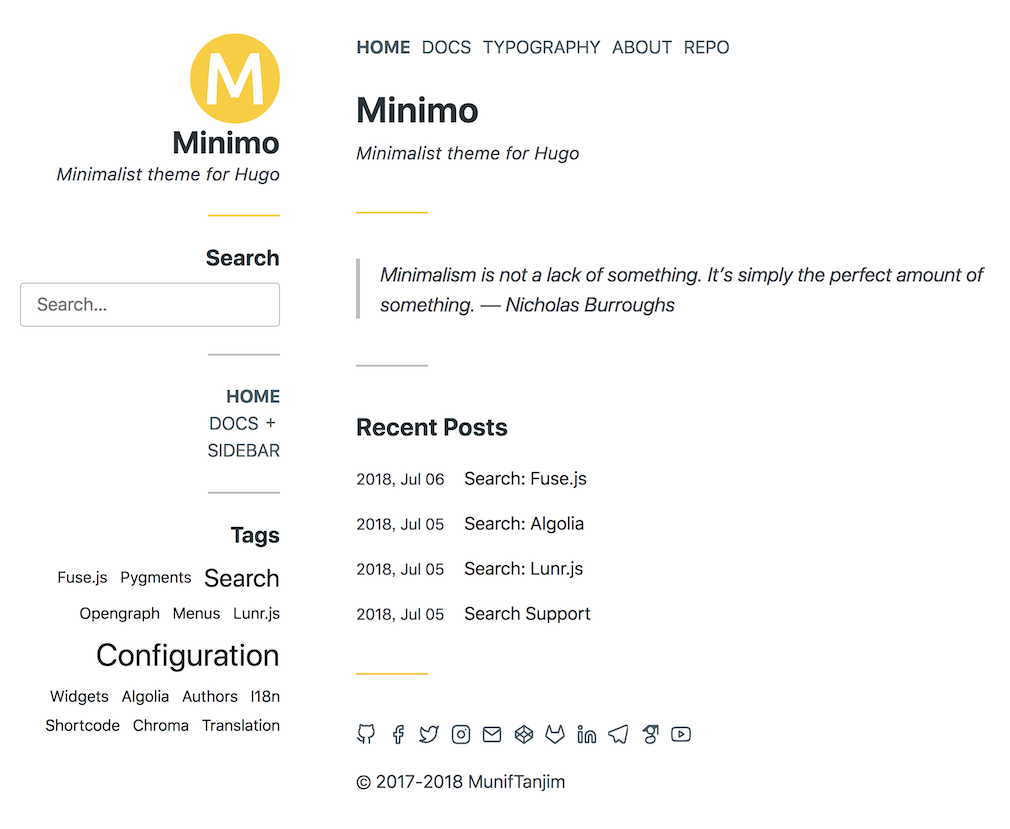 M
Minimo
Minimalist theme for Hugo
Search
Search...
HOME
DOCS +
SIDEBAR
Tags
Fuse.js Pygments Search
Opengraph Menus Lunr.js
Configuration
Widgets Algolia Authors I18n
Shortcode Chroma Translation
HOME DOCS TYPOGRAPHY ABOUT REPO
Minimo
Minimalist theme for Hugo
Minimalism is not a lack of something. It’s simply the perfect amount of
something. — Nicholas Burroughs
Recent Posts
2018, Jul 06 Search: Fuse.js
2018, Jul 05 Search: Algolia
2018, Jul 05 Search: Lunr.js
2018, Jul 05 Search Support
© 2017-2018 MunifTanjim